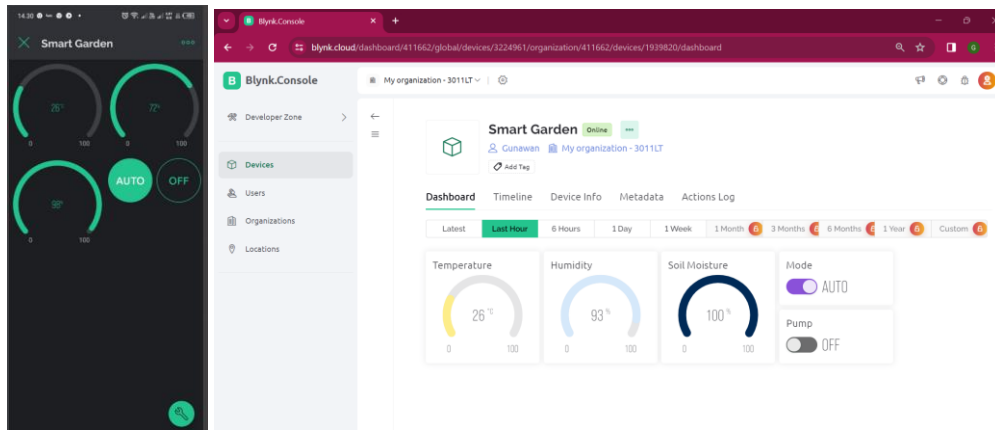 14.30
Smart Garden
26°
72%
0 100
0 100
98%
AUTO
OFF
0 100
Blynk.Console
blynk.cloud/dashboard/411662/global/devices/3224961/organization/411662/devices/1939820/dashboard
G
B Blynk.Console
My organization - 3011LT
Developer Zone
Devices
Users
Organizations
Locations
Smart Garden Online
Gunawan My organization - 3011LT
Add Tag
Dashboard Timeline Device Info Metadata Actions Log
Latest Last Hour 6 Hours 1 Day 1 Week 1 Month 3 Months 6 Months 1 Year Custom
Temperature
26 °C
0 100
Humidity
93 %
0 100
Soil Moisture
100 %
0 100
Mode
AUTO
Pump
OFF